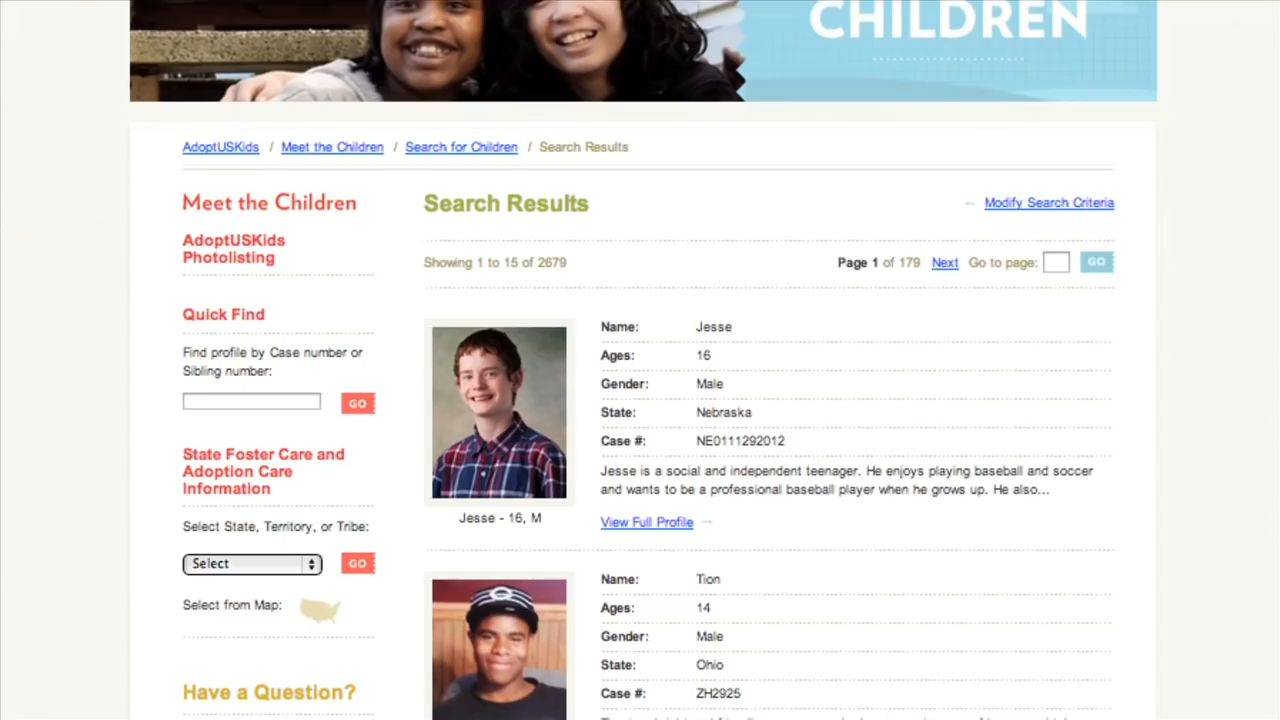 CHILDREN
AdoptUSKids / Meet the Children / Search for Children / Search Results
Meet the Children
AdoptUSKids
Photolisting
Quick Find
Find profile by Case number or
Sibling number:
GO
State Foster Care and
Adoption Care
Information
Select State, Territory, or Tribe:
Select
GO
Select from Map:
Have a Question?
Search Results
← Modify Search Criteria
Showing 1 to 15 of 2679
Page 1 of 179 Next Go to page: GO
Name: Jesse
Ages: 16
Gender: Male
State: Nebraska
Case #: NE0111292012
Jesse is a social and independent teenager. He enjoys playing baseball and soccer
and wants to be a professional baseball player when he grows up. He also...
View Full Profile →
Jesse - 16, M
Name: Tion
Ages: 14
Gender: Male
State: Ohio
Case #: ZH2925